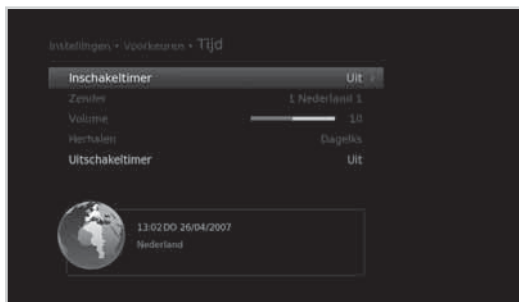 Instellingen • Voorkeuren • Tijd
Inschakeltimer Uit
Zender 1 Nederland 1
Volume 10
Herhalen Dagelks
Uitschakeltimer Uit
13:02 DO 26/04/2007
Nederland